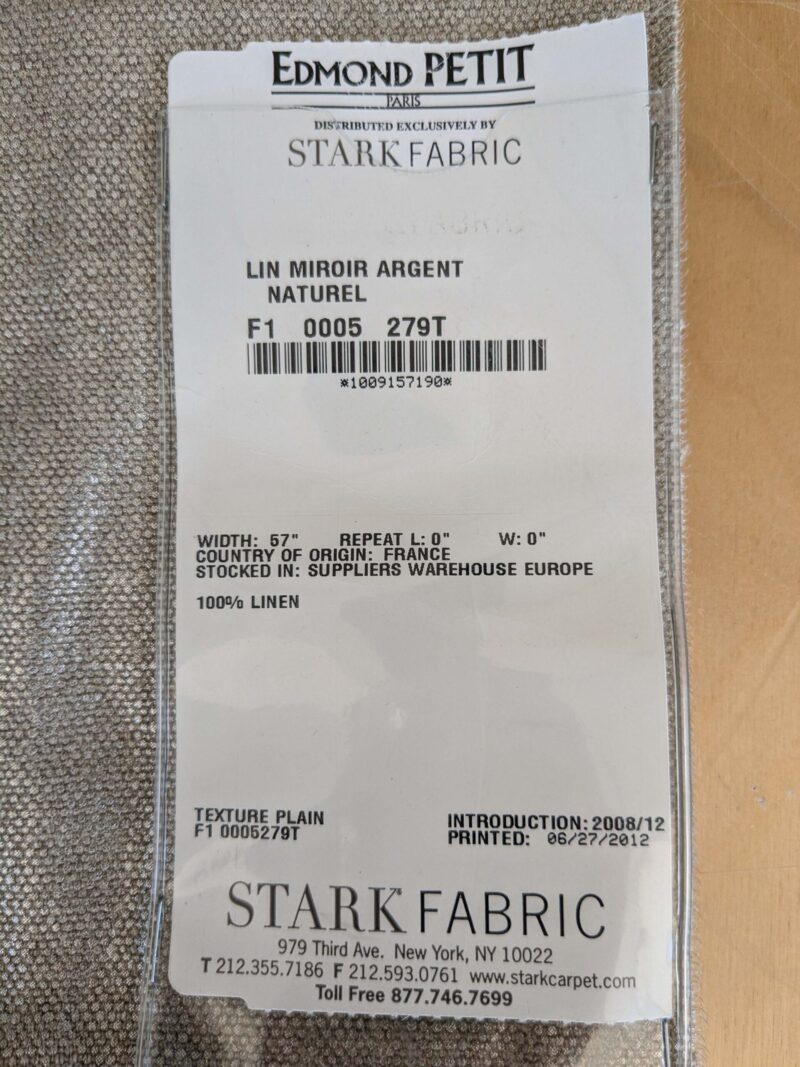 EDMOND PETIT
PARIS
DISTRIBUTED EXCLUSIVELY BY
STARK FABRIC
LIN MIROIR ARGENT
NATUREL
F1 0005 279T
*1009157190*
WIDTH: 57" REPEAT L: 0" W: 0"
COUNTRY OF ORIGIN: FRANCE
STOCKED IN: SUPPLIERS WAREHOUSE EUROPE
100% LINEN
TEXTURE PLAIN INTRODUCTION: 2008/12
F1 0005279T PRINTED: 06/27/2012
STARK FABRIC
979 Third Ave. New York, NY 10022
T 212.355.7186 F 212.593.0761 www.starkcarpet.com
Toll Free 877.746.7699